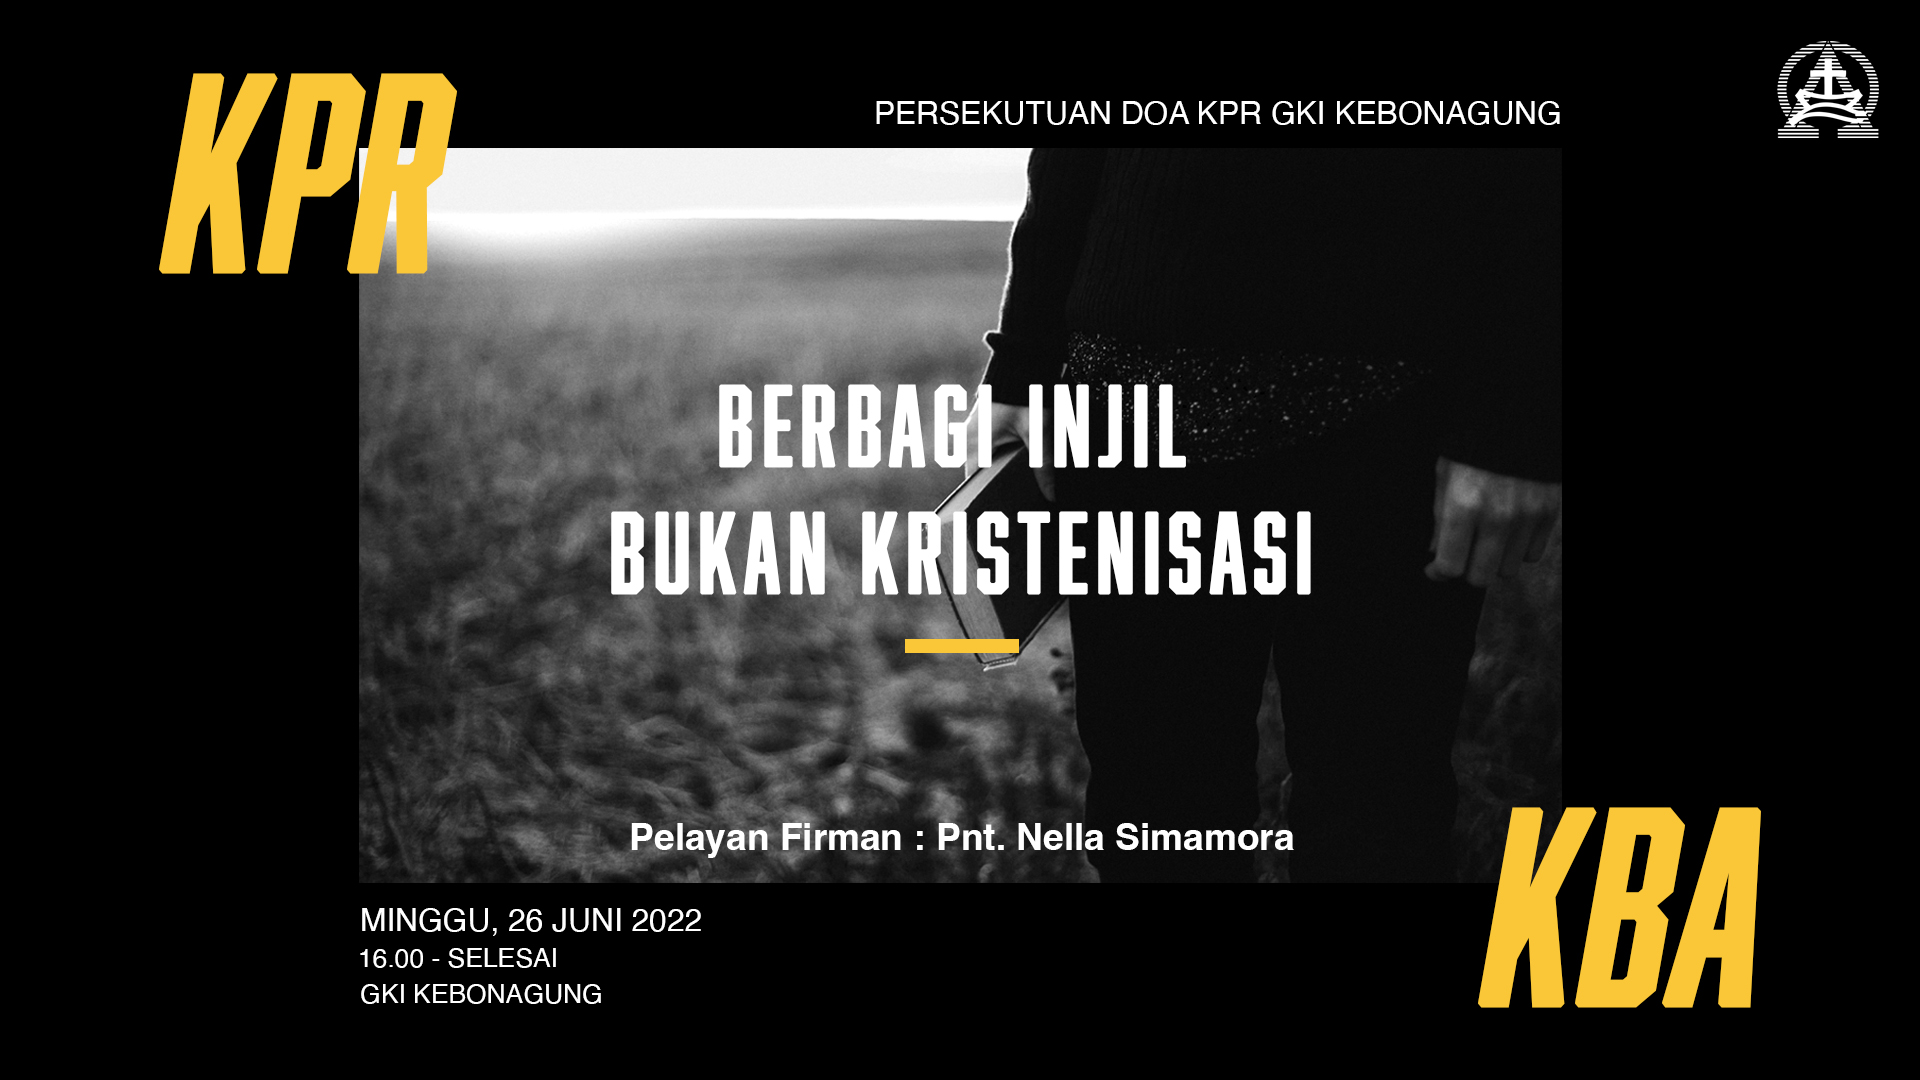 KPR
PERSEKUTUAN DOA KPR GKI KEBONAGUNG
BERBAGI INJIL
BUKAN KRISTENISASI
Pelayan Firman : Pnt. Nella Simamora
MINGGU, 26 JUNI 2022
16.00 - SELESAI
GKI KEBONAGUNG
KBA